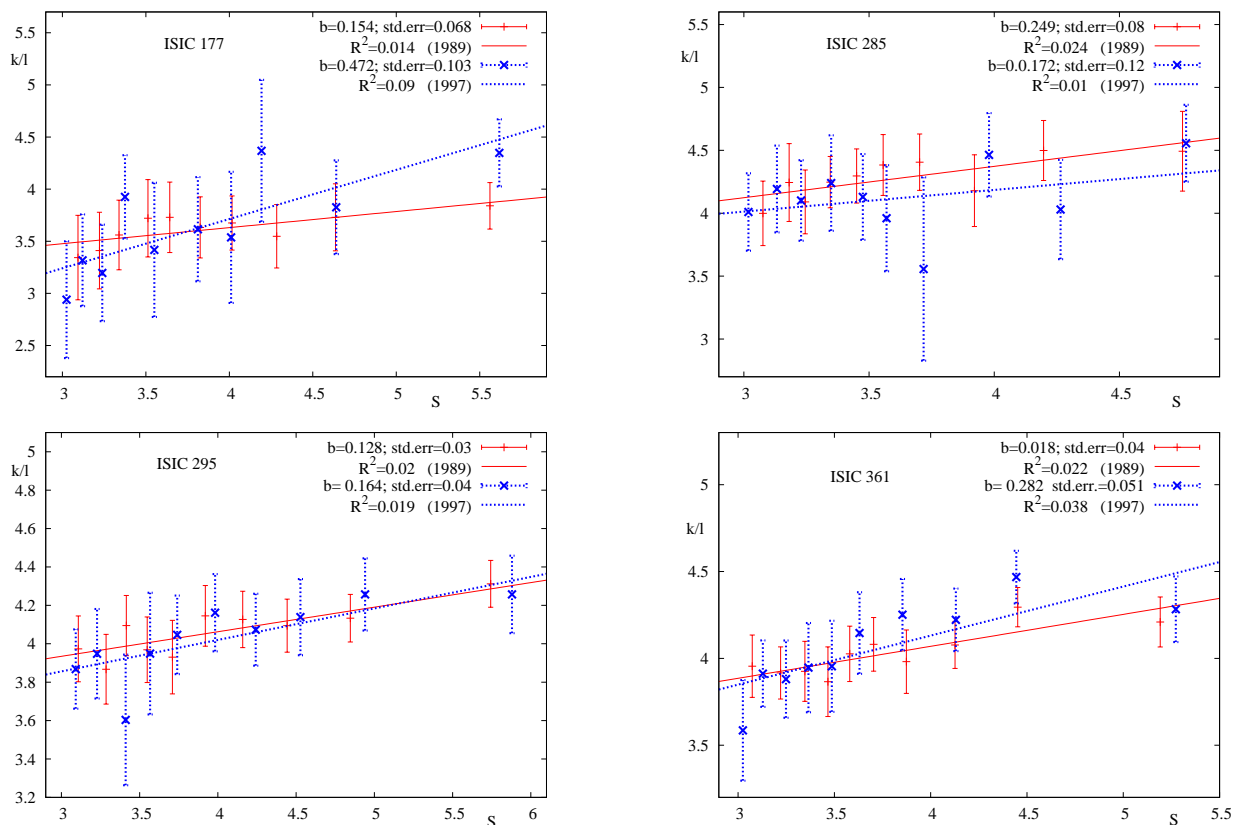 ISIC 177
k/l
b=0.154; std.err=0.068
R²=0.014 (1989)
b=0.472; std.err=0.103
R²=0.09 (1997)
5.5
5
4.5
4
3.5
3
2.5
3 3.5 4 4.5 5 5.5
S
ISIC 285
k/l
b=0.249; std.err=0.08
R²=0.024 (1989)
b=0.0.172; std.err=0.12
R²=0.01 (1997)
5.5
5
4.5
4
3.5
3
3 3.5 4 4.5
S
ISIC 295
k/l
b=0.128; std.err=0.03
R²=0.02 (1989)
b= 0.164; std.err=0.04
R²=0.019 (1997)
5
4.8
4.6
4.4
4.2
4
3.8
3.6
3.4
3.2
3 3.5 4 4.5 5 5.5 6
S
ISIC 361
k/l
b=0.018; std.err=0.04
R²=0.022 (1989)
b= 0.282 std.err.=0.051
R²=0.038 (1997)
5
4.5
4
3.5
3 3.5 4 4.5 5 5.5
S